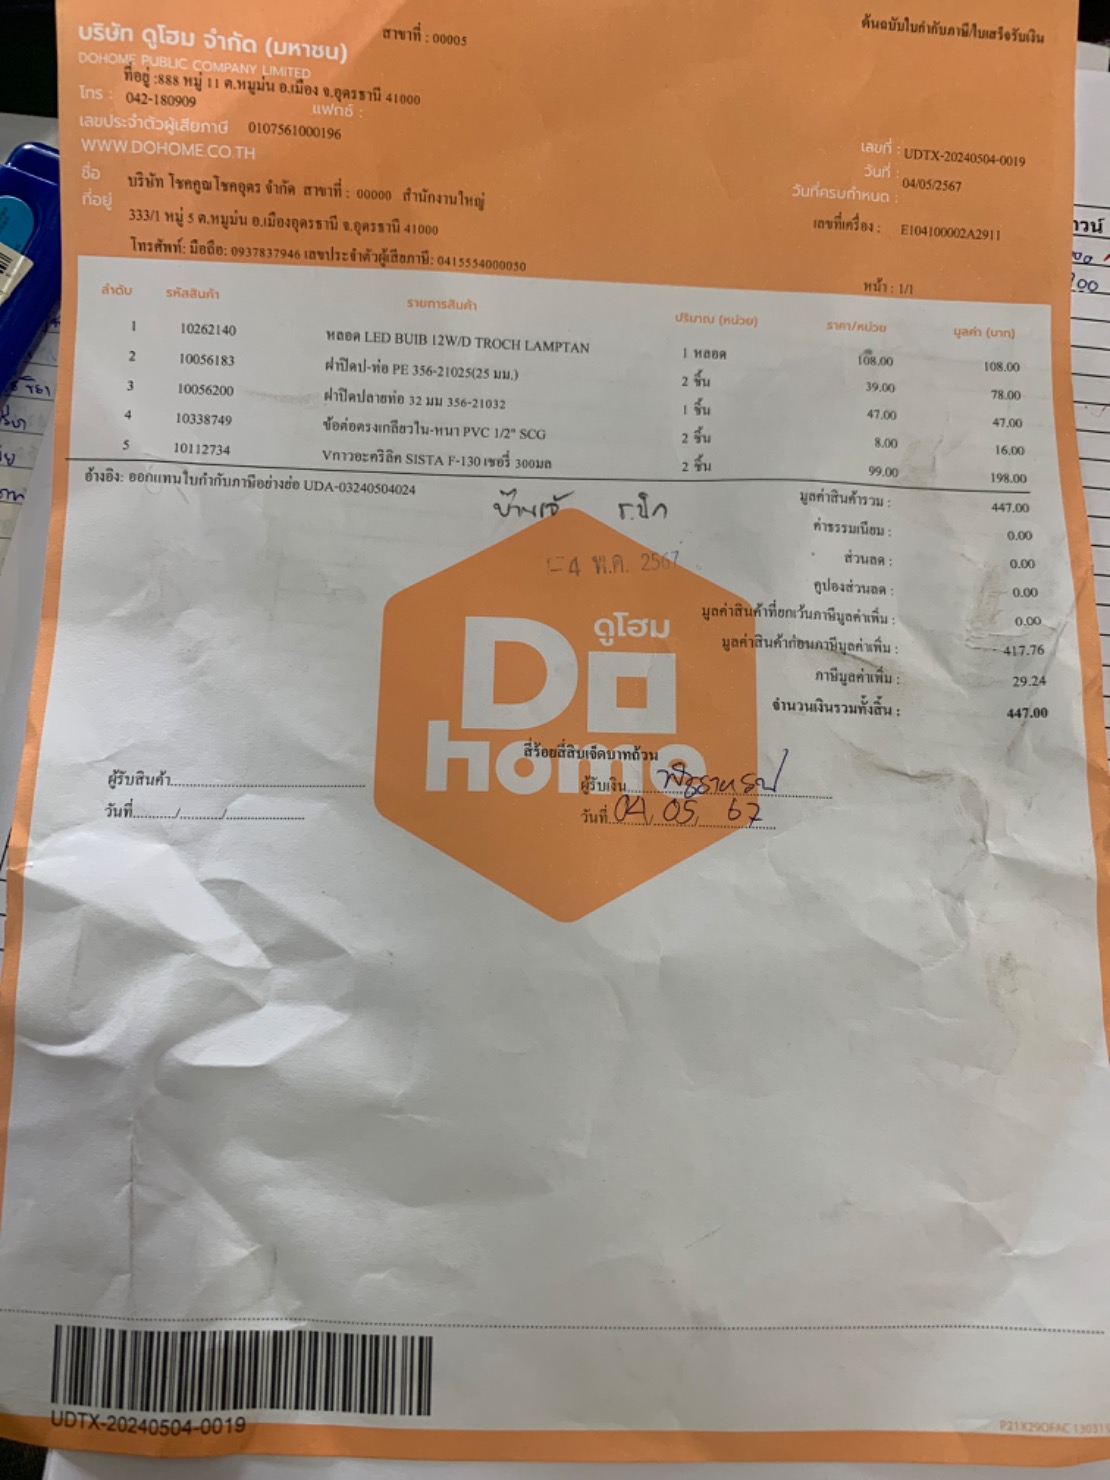 ต้นฉบับใบกำกับภาษี/ใบเสร็จรับเงิน
บริษัท ดูโฮม จำกัด (มหาชน) สาขาที่ : 00005
DOHOME PUBLIC COMPANY LIMITED
ที่อยู่ :888 หมู่ 11 ต.หมูม่น อ.เมือง จ.อุดรธานี 41000
โทร : 042-180909 แฟกซ์ :
เลขประจำตัวผู้เสียภาษี 0107561000196
WWW.DOHOME.CO.TH
เลขที่ : UDTX-20240504-0019
วันที่ : 04/05/2567
วันที่ครบกำหนด :
เลขที่เครื่อง : E104100002A2911
ชื่อ บริษัท โชคคูณโชคอุดร จำกัด สาขาที่ : 00000 สำนักงานใหญ่
ที่อยู่ 333/1 หมู่ 5 ต.หมูม่น อ.เมืองอุดรธานี จ.อุดรธานี 41000
โทรศัพท์: มือถือ: 0937837946 เลขประจำตัวผู้เสียภาษี: 0415554000050
หน้า : 1/1
ลำดับ รหัสสินค้า รายการสินค้า ปริมาณ (หน่วย) ราคา/หน่วย มูลค่า (บาท)
1 10262140 หลอด LED BUIB 12W/D TROCH LAMPTAN 1 หลอด 108.00 108.00
2 10056183 ฝาปิดป-ท่อ PE 356-21025(25 มม.) 2 ชิ้น 39.00 78.00
3 10056200 ฝาปิดปลายท่อ 32 มม 356-21032 1 ชิ้น 47.00 47.00
4 10338749 ข้อต่อตรงเกลียวใน-หนา PVC 1/2" SCG 2 ชิ้น 8.00 16.00
5 10112734 Vกาวอะคริลิค SISTA F-130 เชอรี่ 300มล 2 ชิ้น 99.00 198.00
อ้างอิง: ออกแทนใบกำกับภาษีอย่างย่อ UDA-03240504024
มูลค่าสินค้ารวม : 447.00
ค่าธรรมเนียม : 0.00
ส่วนลด : 0.00
คูปองส่วนลด : 0.00
มูลค่าสินค้าที่ยกเว้นภาษีมูลค่าเพิ่ม : 0.00
มูลค่าสินค้าก่อนภาษีมูลค่าเพิ่ม : 417.76
ภาษีมูลค่าเพิ่ม : 29.24
จำนวนเงินรวมทั้งสิ้น : 447.00
-4 พ.ค. 2567
ดูโฮม
Do
home
สี่ร้อยสี่สิบเจ็ดบาทถ้วน
ผู้รับสินค้า
ผู้รับเงิน
วันที่ / /
วันที่ 04, 05, 67
UDTX-20240504-0019